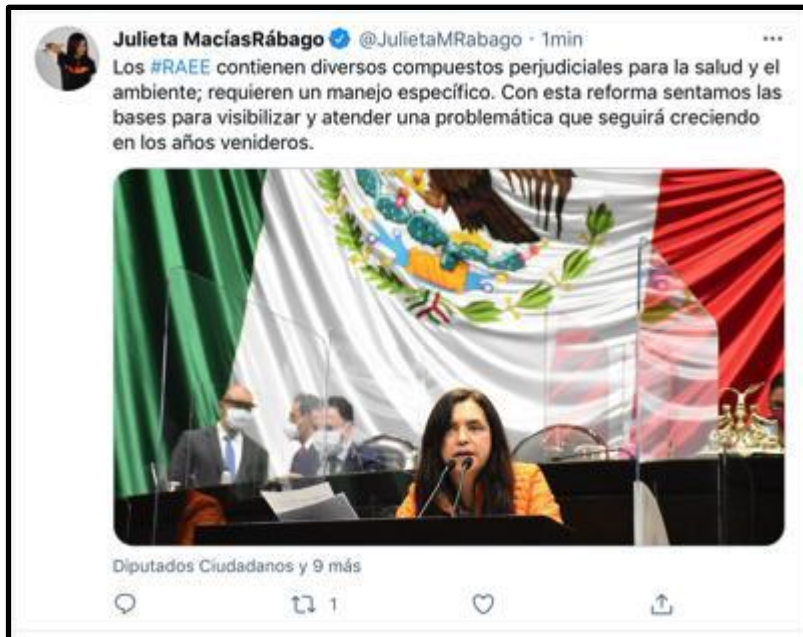 Julieta MacíasRábago @JulietaMRabago · 1min
Los #RAEE contienen diversos compuestos perjudiciales para la salud y el
ambiente; requieren un manejo específico. Con esta reforma sentamos las
bases para visibilizar y atender una problemática que seguirá creciendo
en los años venideros.
Diputados Ciudadanos y 9 más
1